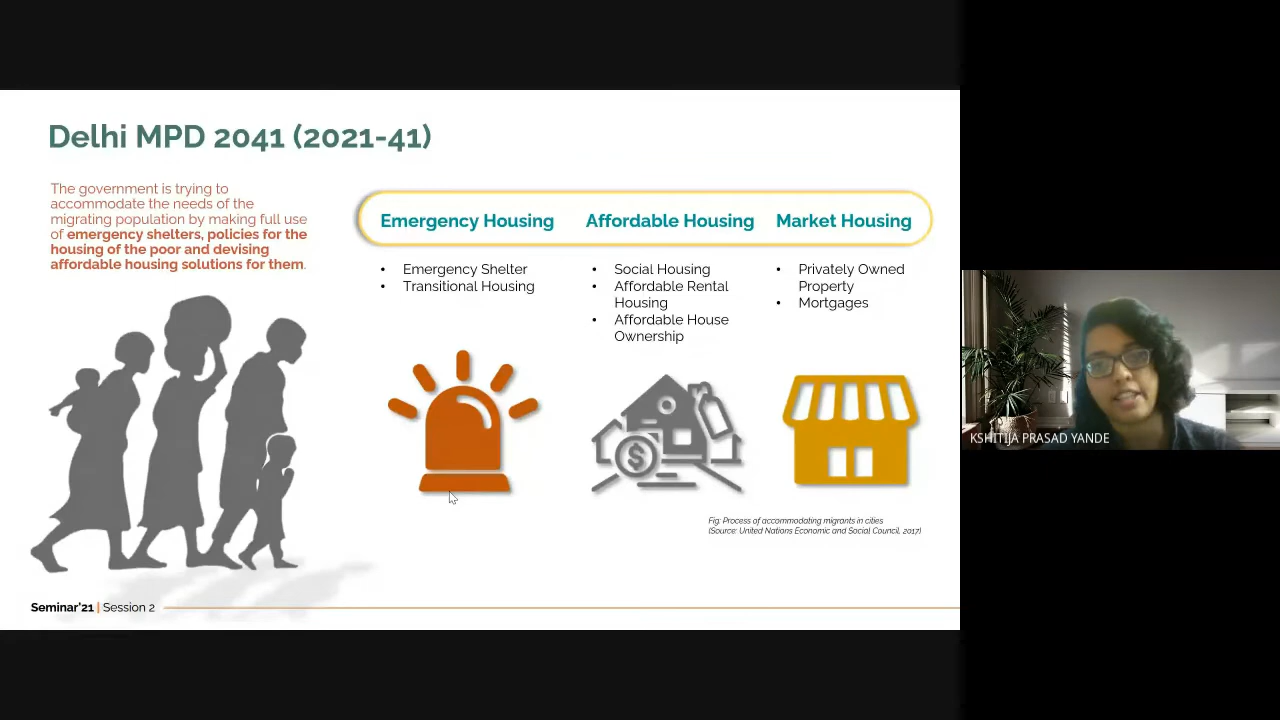 Delhi MPD 2041 (2021-41)
The government is trying to
accommodate the needs of the
migrating population by making full use
of emergency shelters, policies for the
housing of the poor and devising
affordable housing solutions for them.
Emergency Housing
• Emergency Shelter
• Transitional Housing
Affordable Housing
• Social Housing
• Affordable Rental
Housing
• Affordable House
Ownership
Market Housing
• Privately Owned
Property
• Mortgages
$
Fig: Process of accommodating migrants in cities
(Source: United Nations Economic and Social Council, 2017)
Seminar'21 | Session 2
KSHITIJA PRASAD YANDE